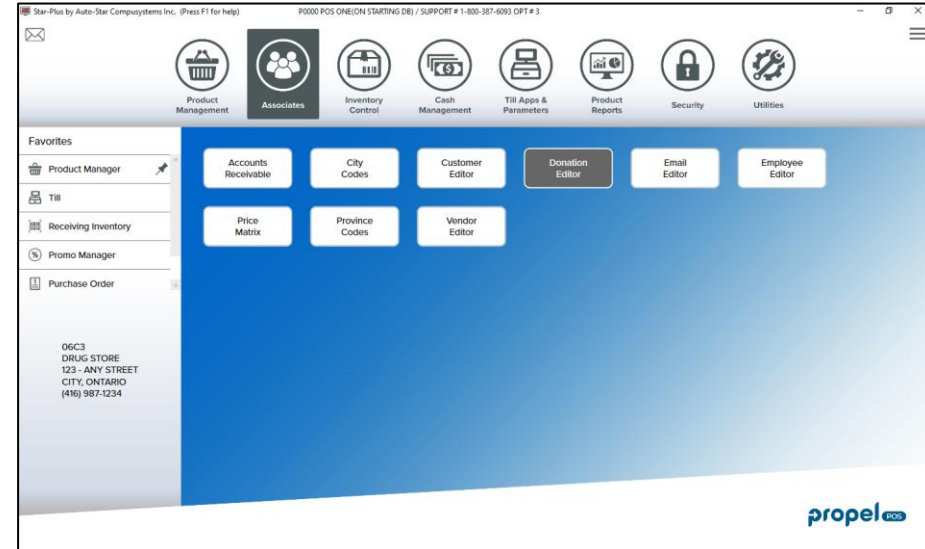 Star-Plus by Auto-Star Compusystems Inc. (Press F1 for help) P0000 POS ONE(ON STARTING DB) / SUPPORT # 1-800-387-6093 OPT # 3
Product
Management
Associates
Inventory
Control
Cash
Management
Till Apps &
Parameters
Product
Reports
Security
Utilities
Favorites
Product Manager
Till
Receiving Inventory
Promo Manager
Purchase Order
Accounts
Receivable
City
Codes
Customer
Editor
Donation
Editor
Email
Editor
Employee
Editor
Price
Matrix
Province
Codes
Vendor
Editor
06C3
DRUG STORE
123 - ANY STREET
CITY, ONTARIO
(416) 987-1234
propel POS